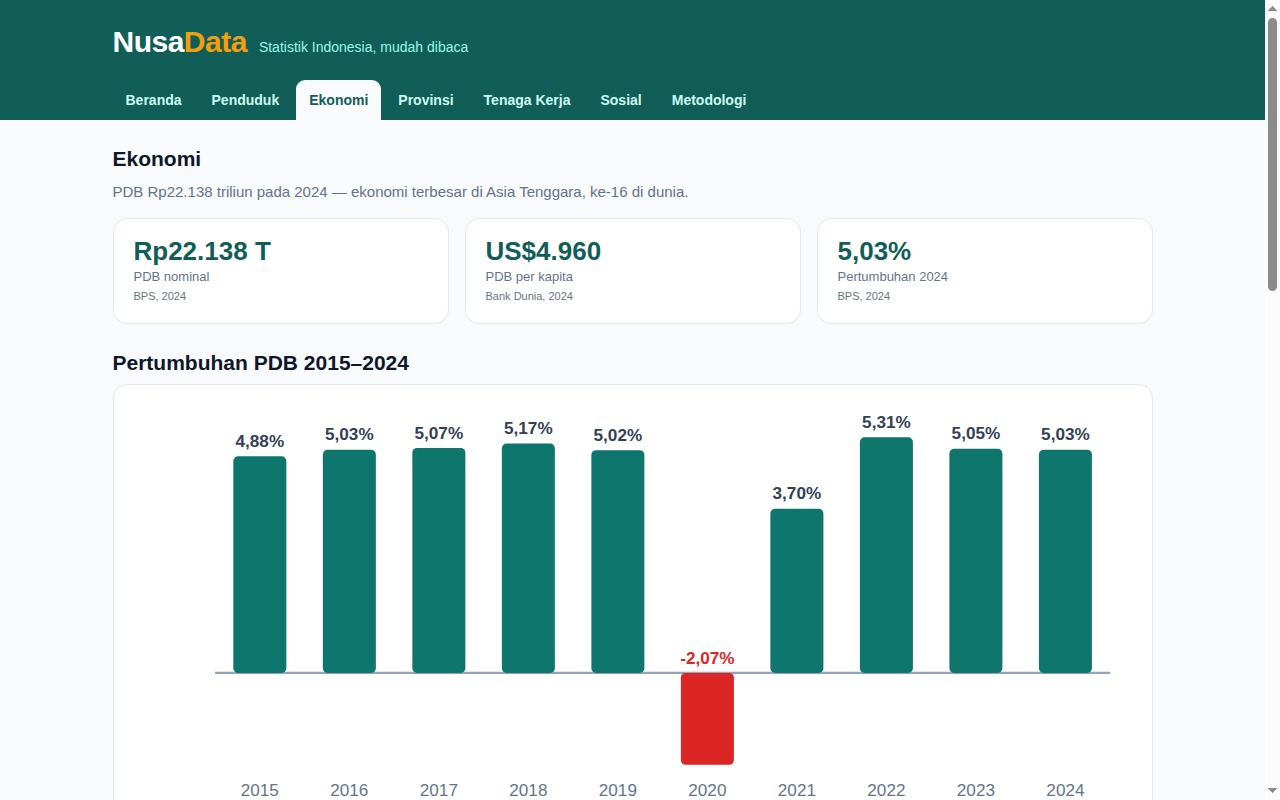 NusaData Statistik Indonesia, mudah dibaca
Beranda Penduduk Ekonomi Provinsi Tenaga Kerja Sosial Metodologi
Ekonomi
PDB Rp22.138 triliun pada 2024 — ekonomi terbesar di Asia Tenggara, ke-16 di dunia.
Rp22.138 T
PDB nominal
BPS, 2024
US$4.960
PDB per kapita
Bank Dunia, 2024
5,03%
Pertumbuhan 2024
BPS, 2024
Pertumbuhan PDB 2015–2024
4,88% 5,03% 5,07% 5,17% 5,02% -2,07% 3,70% 5,31% 5,05% 5,03%
2015 2016 2017 2018 2019 2020 2021 2022 2023 2024